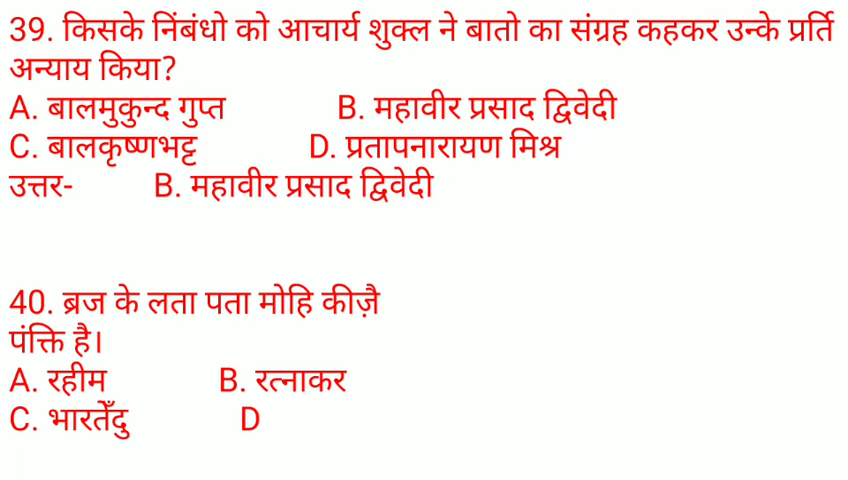 39. किसके निंबंधो को आचार्य शुक्ल ने बातो का संग्रह कहकर उन्के प्रर्ति
अन्याय किया?
A. बालमुकुन्द गुप्त B. महावीर प्रसाद द्विवेदी
C. बालकृष्णभट्ट D. प्रतापनारायण मिश्र
उत्तर- B. महावीर प्रसाद द्विवेदी
40. ब्रज के लता पता मोहि कीज़ै
पंक्ति है।
A. रहीम B. रत्नाकर
C. भारतेँदु D